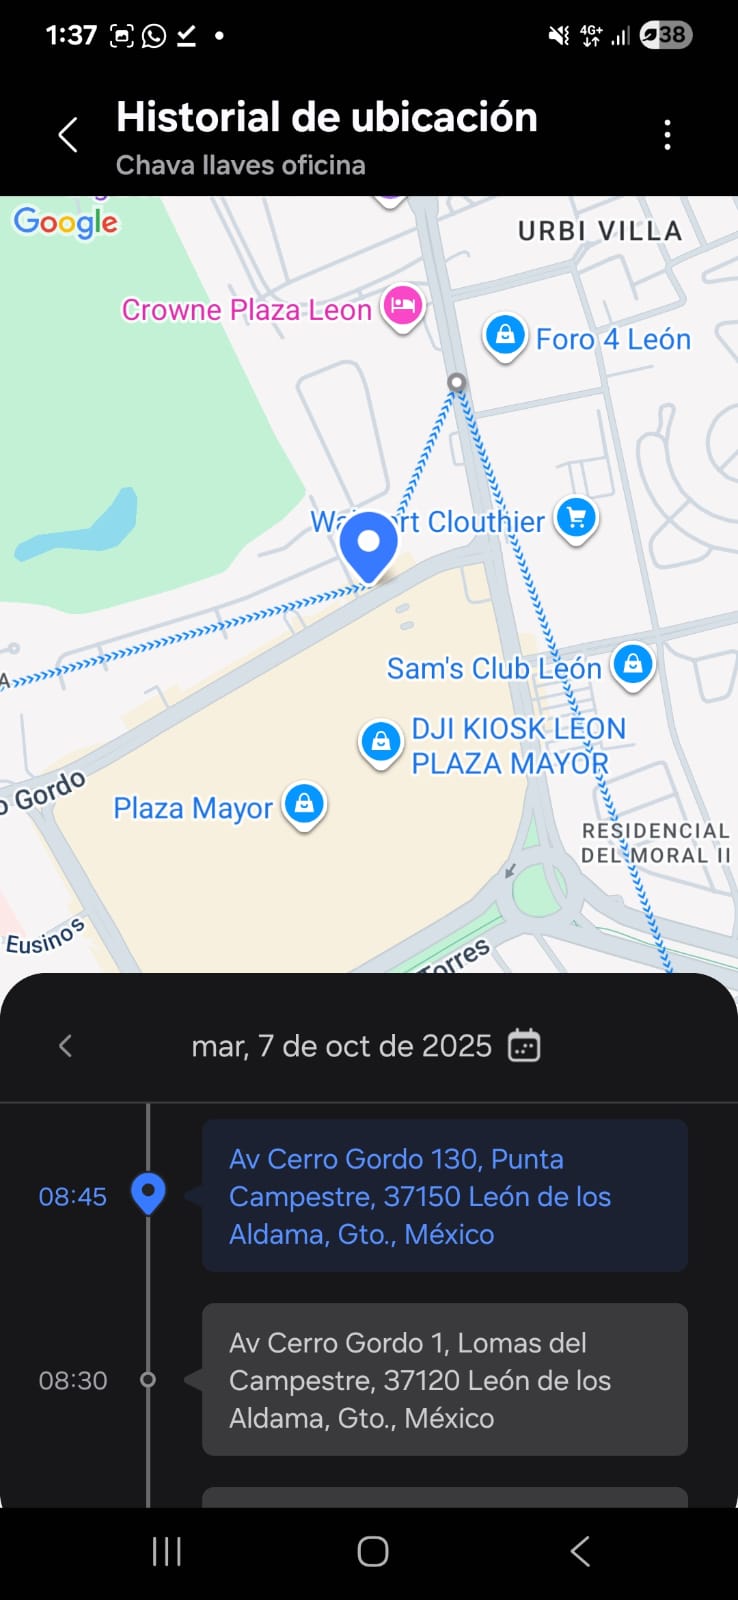 1:37
4G+
38
Historial de ubicación
Chava llaves oficina
Google
URBI VILLA
Crowne Plaza Leon
Foro 4 León
Clouthier
Sam's Club León
DJI KIOSK LEON
PLAZA MAYOR
Gordo
Plaza Mayor
RESIDENCIAL
DEL MORAL II
Eusinos
Torres
mar, 7 de oct de 2025
08:45
Av Cerro Gordo 130, Punta
Campestre, 37150 León de los
Aldama, Gto., México
08:30
Av Cerro Gordo 1, Lomas del
Campestre, 37120 León de los
Aldama, Gto., México